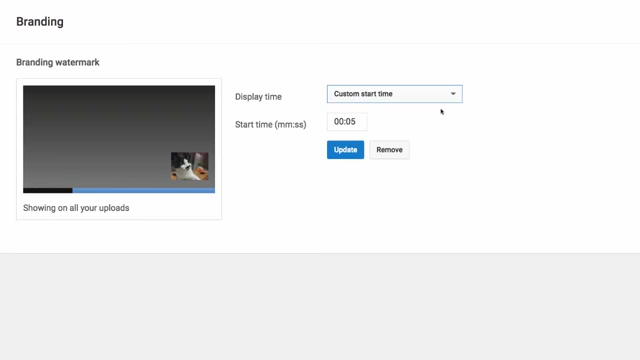 Branding
Branding watermark
Display time
Custom start time
Start time (mm:ss)
00:05
Update
Remove
Showing on all your uploads